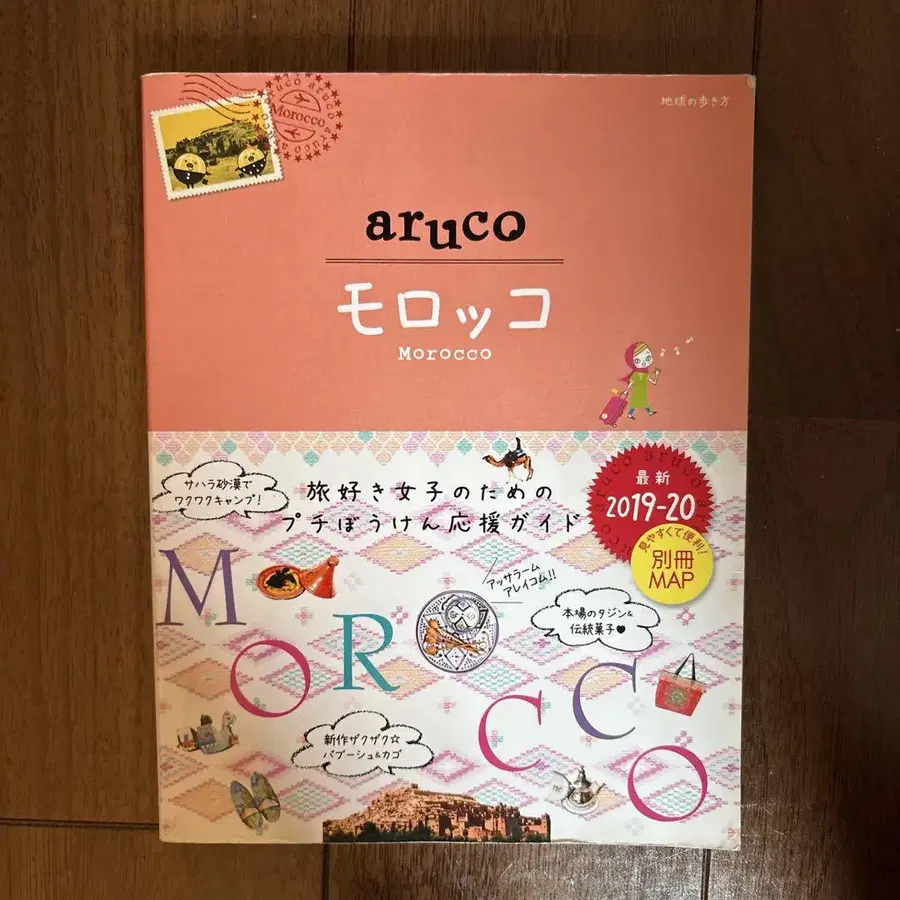 地球の歩き方
Morocco
aruco
モロッコ
Morocco
サハラ砂漠で
ワクワクキャンプ!
旅好き女子のための
プチぼうけん応援ガイド
最新
2019-20
見やすくて便利!
別冊
MAP
アッサラーム
アレイコム!!
本場のタジン&
伝統菓子♥
MOROCCO
新作ザクザク☆
バブーシュ&カゴ